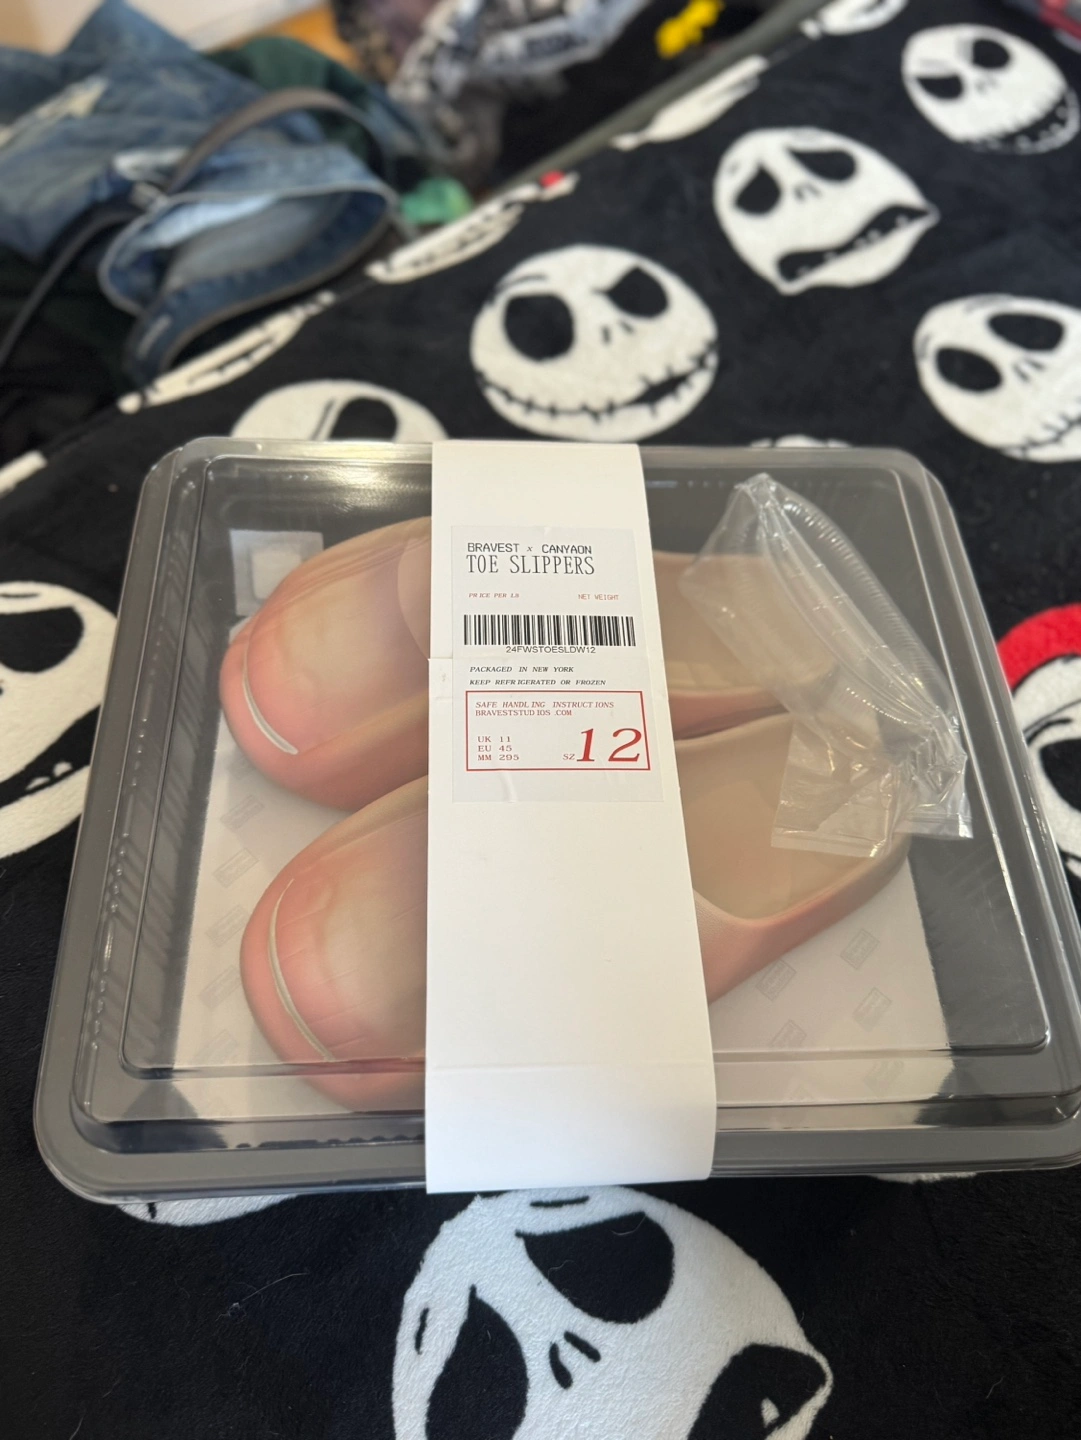 BRAVEST x CANYAON
TOE SLIPPERS
PRICE PER LB NET WEIGHT
24FWSTOESLDW12
PACKAGED IN NEW YORK
KEEP REFRIGERATED OR FROZEN
SAFE HANDLING INSTRUCTIONS
BRAVESTSTUDIOS.COM
UK 11
EU 45
MM 295
SZ 12